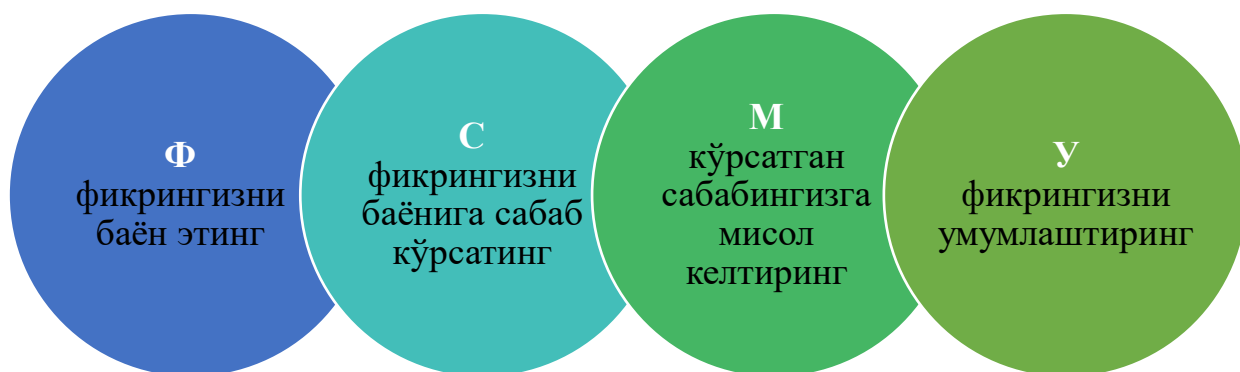 Ф
фикрингизни
баён этинг
С
фикрингизни
баёнига сабаб
кўрсатинг
М
кўрсатган
сабабингизга
мисол
келтиринг
У
фикрингизни
умумлаштиринг